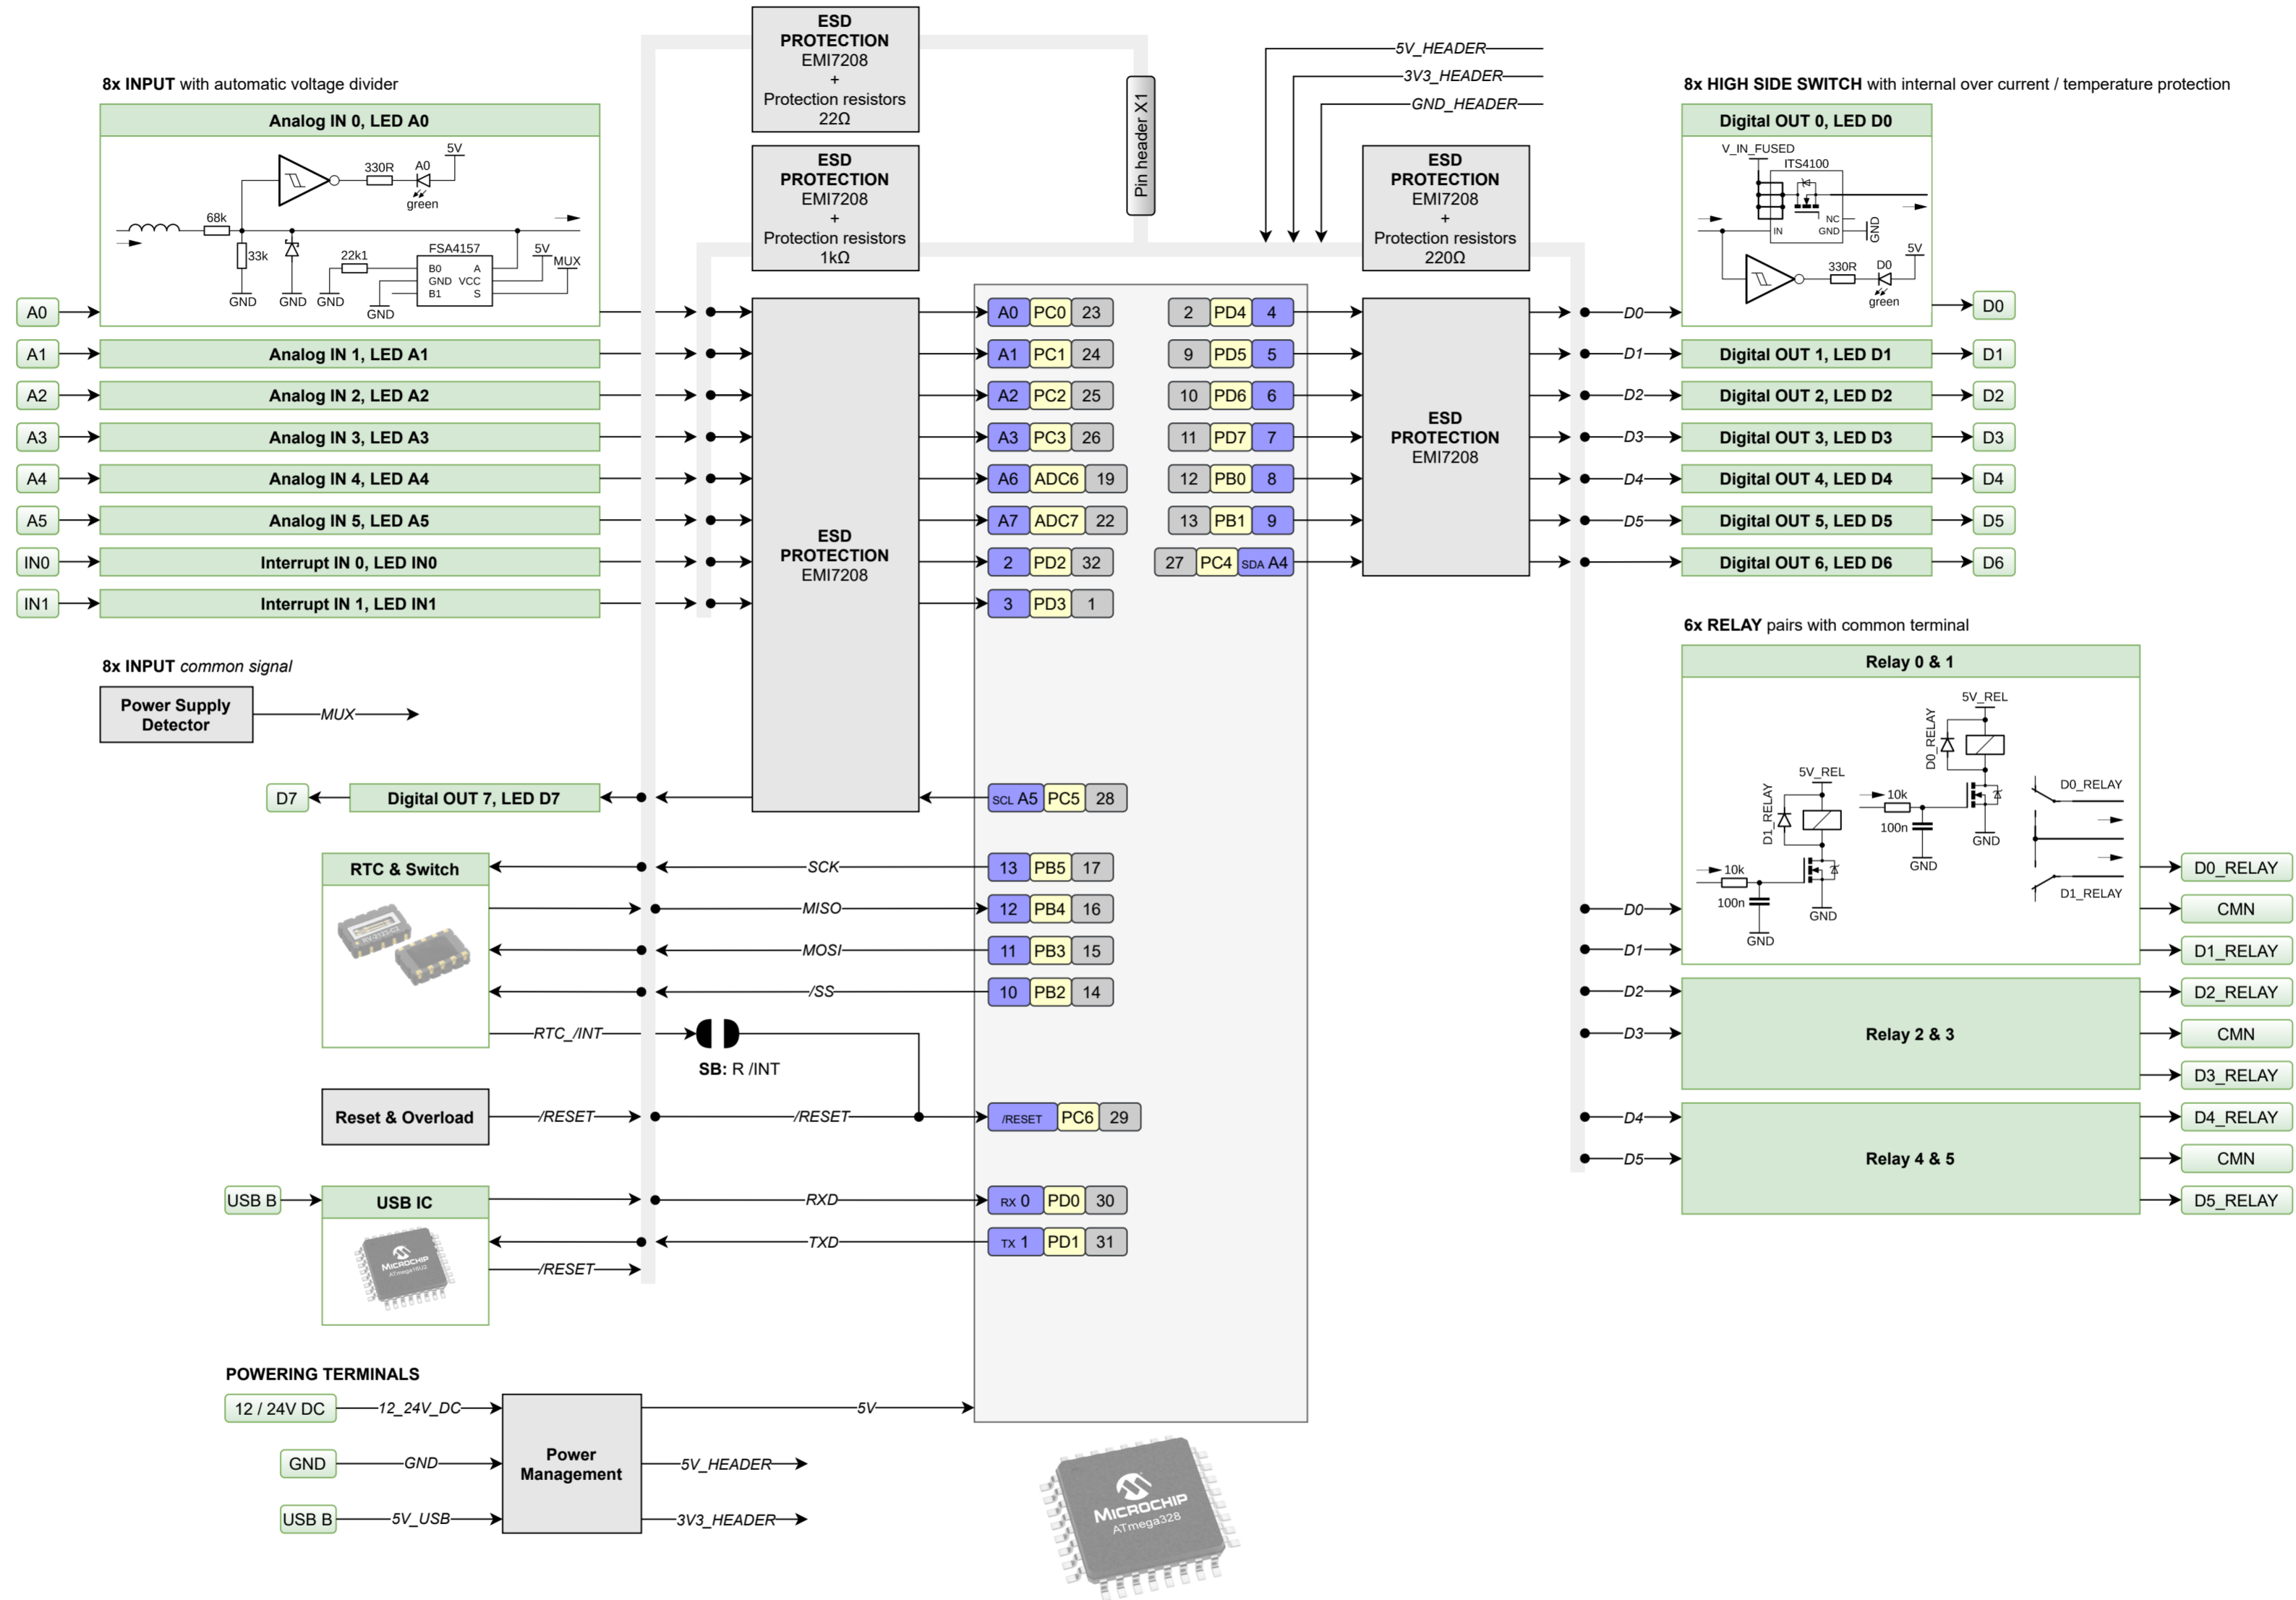 ESD
PROTECTION
EMI7208
+
Protection resistors
22Ω
5V_HEADER
3V3_HEADER
GND_HEADER
Pin header X1
8x INPUT with automatic voltage divider
Analog IN 0, LED A0
5V
330R
A0
green
68k
33k
22k1
FSA4157
B0 A
GND VCC
B1 S
5V
MUX
GND
GND
GND
GND
ESD
PROTECTION
EMI7208
+
Protection resistors
1kΩ
ESD
PROTECTION
EMI7208
+
Protection resistors
220Ω
8x HIGH SIDE SWITCH with internal over current / temperature protection
Digital OUT 0, LED D0
V_IN_FUSED
ITS4100
NC
IN GND
GND
5V
330R
D0
green
A0
A0 PC0 23
2 PD4 4
D0
D0
A1
Analog IN 1, LED A1
A1 PC1 24
9 PD5 5
D1
Digital OUT 1, LED D1
D1
A2
Analog IN 2, LED A2
A2 PC2 25
10 PD6 6
D2
Digital OUT 2, LED D2
D2
A3
Analog IN 3, LED A3
A3 PC3 26
11 PD7 7
D3
Digital OUT 3, LED D3
D3
ESD
PROTECTION
EMI7208
A4
Analog IN 4, LED A4
A6 ADC6 19
12 PB0 8
D4
Digital OUT 4, LED D4
D4
A5
Analog IN 5, LED A5
A7 ADC7 22
13 PB1 9
D5
Digital OUT 5, LED D5
D5
ESD
PROTECTION
EMI7208
IN0
Interrupt IN 0, LED IN0
2 PD2 32
27 PC4 SDA A4
Digital OUT 6, LED D6
D6
IN1
Interrupt IN 1, LED IN1
3 PD3 1
8x INPUT common signal
Power Supply
Detector
MUX
D7
Digital OUT 7, LED D7
SCL A5 PC5 28
RTC & Switch
RV-2123-C2
SCK
13 PB5 17
MISO
12 PB4 16
MOSI
11 PB3 15
/SS
10 PB2 14
RTC_/INT
SB: R /INT
Reset & Overload
/RESET
/RESET
/RESET PC6 29
USB B
USB IC
MICROCHIP
ATmega16U2
RXD
RX 0 PD0 30
TXD
TX 1 PD1 31
/RESET
6x RELAY pairs with common terminal
Relay 0 & 1
5V_REL
D0_RELAY
10k
100n
GND
GND
5V_REL
D1_RELAY
10k
100n
GND
GND
D0_RELAY
D1_RELAY
D0_RELAY
D0
CMN
D1
D1_RELAY
D2
D2_RELAY
D3
Relay 2 & 3
CMN
D3_RELAY
D4
D4_RELAY
D5
Relay 4 & 5
CMN
D5_RELAY
POWERING TERMINALS
12 / 24V DC
12_24V_DC
GND
GND
USB B
5V_USB
Power
Management
5V
5V_HEADER
3V3_HEADER
MICROCHIP
ATmega328